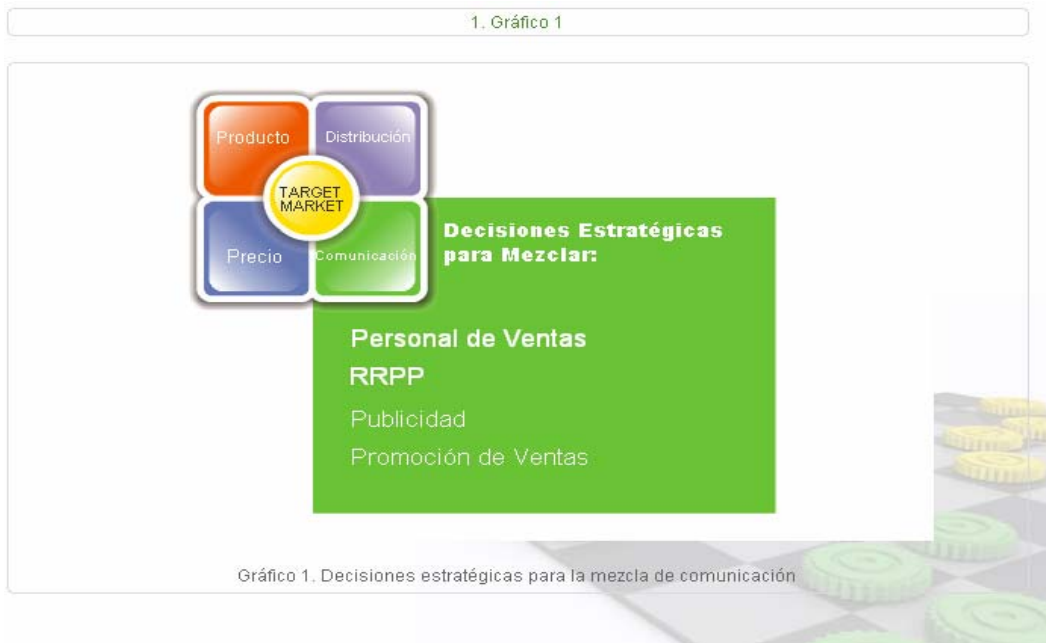 1. Gráfico 1
Producto
Distribución
TARGET
MARKET
Precio
Comunicación
Decisiones Estratégicas
para Mezclar:
Personal de Ventas
RRPP
Publicidad
Promoción de Ventas
Gráfico 1. Decisiones estratégicas para la mezcla de comunicación